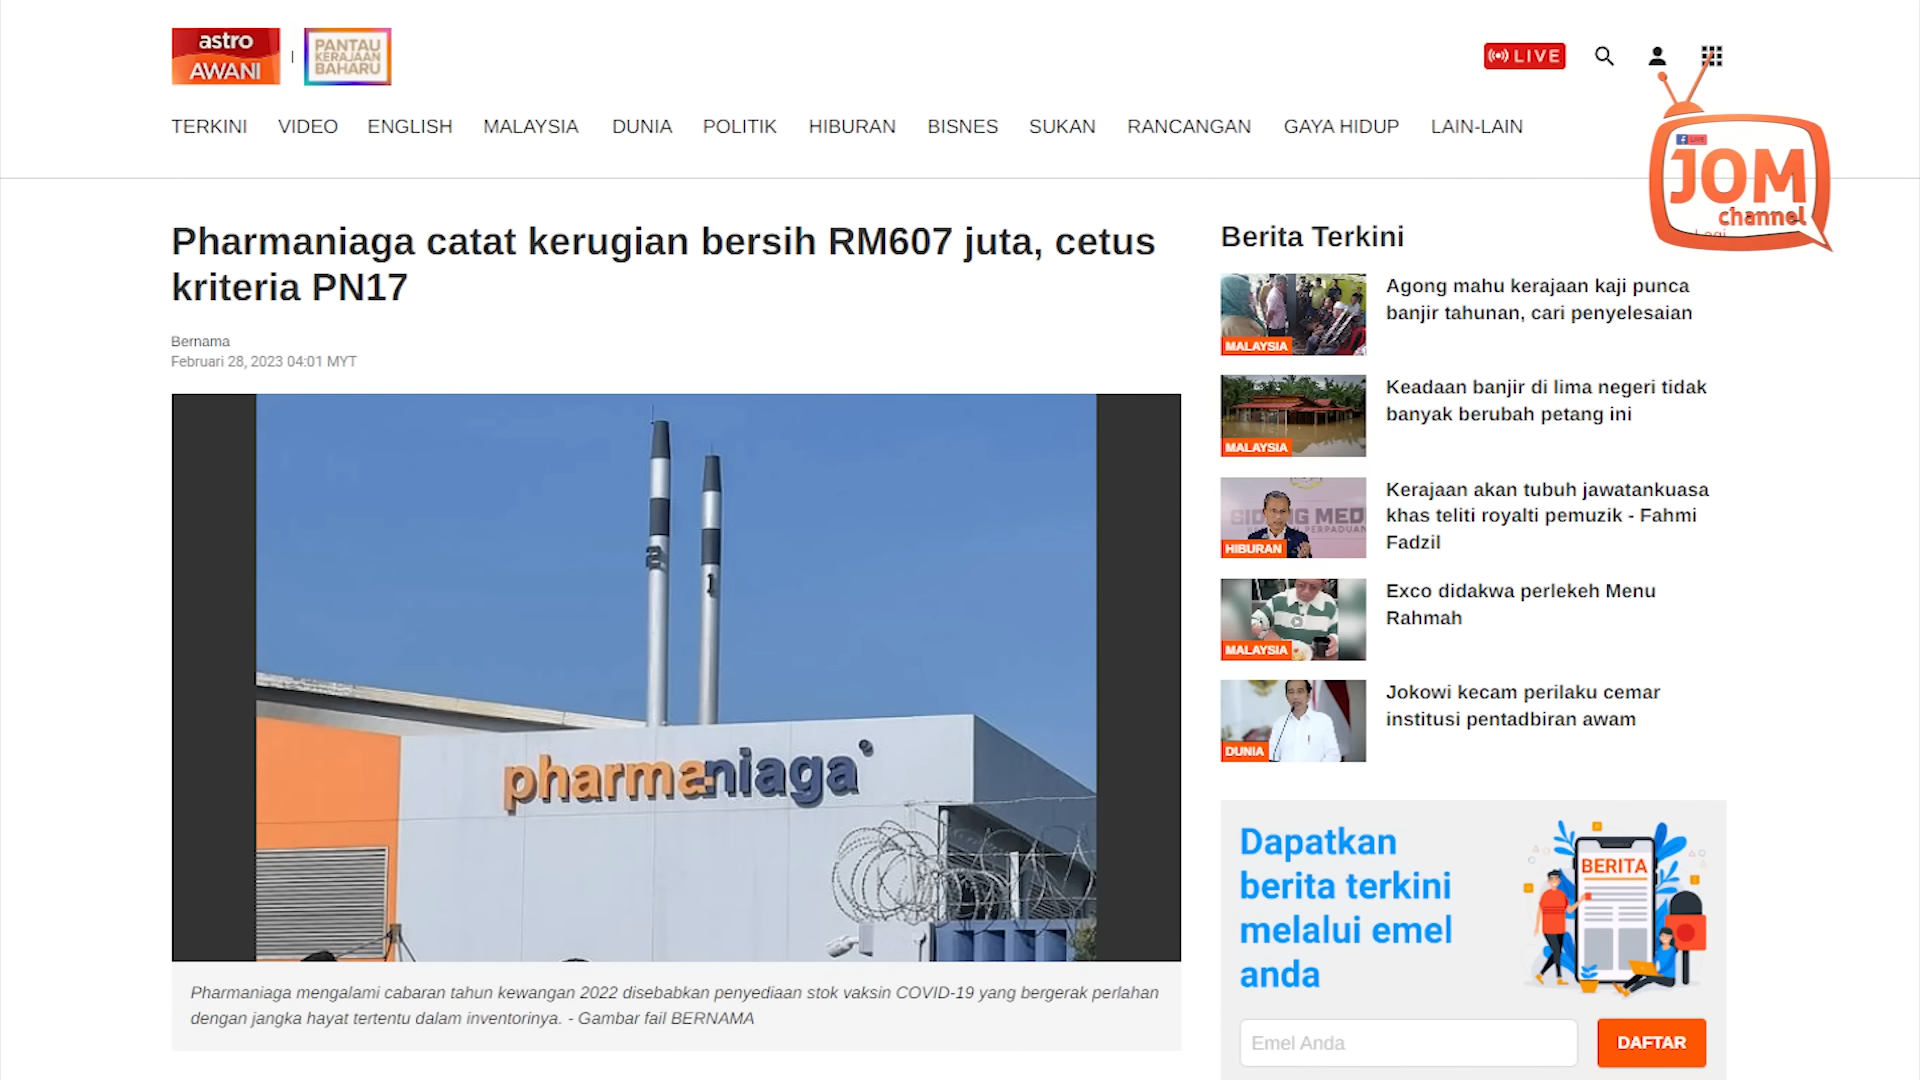 astro
AWANI
PANTAU
KERAJAAN
BAHARU
LIVE
TERKINI VIDEO ENGLISH MALAYSIA DUNIA POLITIK HIBURAN BISNES SUKAN RANCANGAN GAYA HIDUP LAIN-LAIN
LIVE
JOM
channel
Pharmaniaga catat kerugian bersih RM607 juta, cetus
kriteria PN17
Bernama
Februari 28, 2023 04:01 MYT
2
1
pharmaniaga
Pharmaniaga mengalami cabaran tahun kewangan 2022 disebabkan penyediaan stok vaksin COVID-19 yang bergerak perlahan
dengan jangka hayat tertentu dalam inventorinya. - Gambar fail BERNAMA
Berita Terkini
MALAYSIA
Agong mahu kerajaan kaji punca
banjir tahunan, cari penyelesaian
MALAYSIA
Keadaan banjir di lima negeri tidak
banyak berubah petang ini
HIBURAN
Kerajaan akan tubuh jawatankuasa
khas teliti royalti pemuzik - Fahmi
Fadzil
MALAYSIA
Exco didakwa perlekeh Menu
Rahmah
DUNIA
Jokowi kecam perilaku cemar
institusi pentadbiran awam
Dapatkan
berita terkini
melalui emel
anda
BERITA
Emel Anda
DAFTAR